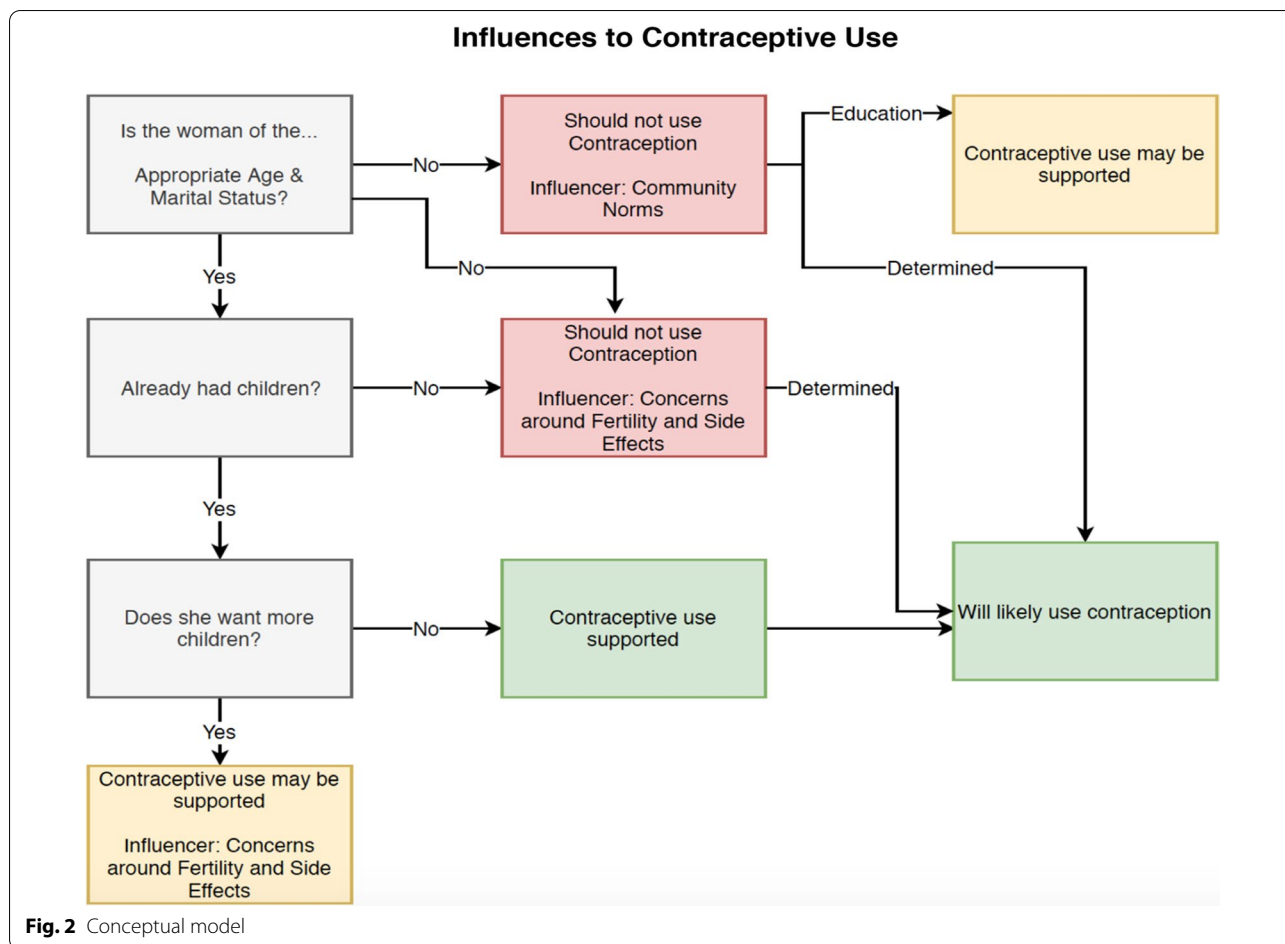 Influences to Contraceptive Use
Is the woman of the...
Appropriate Age &
Marital Status?
No
Should not use
Contraception
Influencer: Community
Norms
Education
Contraceptive use may be
supported
Yes
No
Determined
Already had children?
No
Should not use
Contraception
Influencer: Concerns
around Fertility and Side
Effects
Determined
Yes
Does she want more
children?
No
Contraceptive use
supported
Will likely use contraception
Yes
Contraceptive use may be
supported
Influencer: Concerns
around Fertility and Side
Effects
Fig. 2 Conceptual model